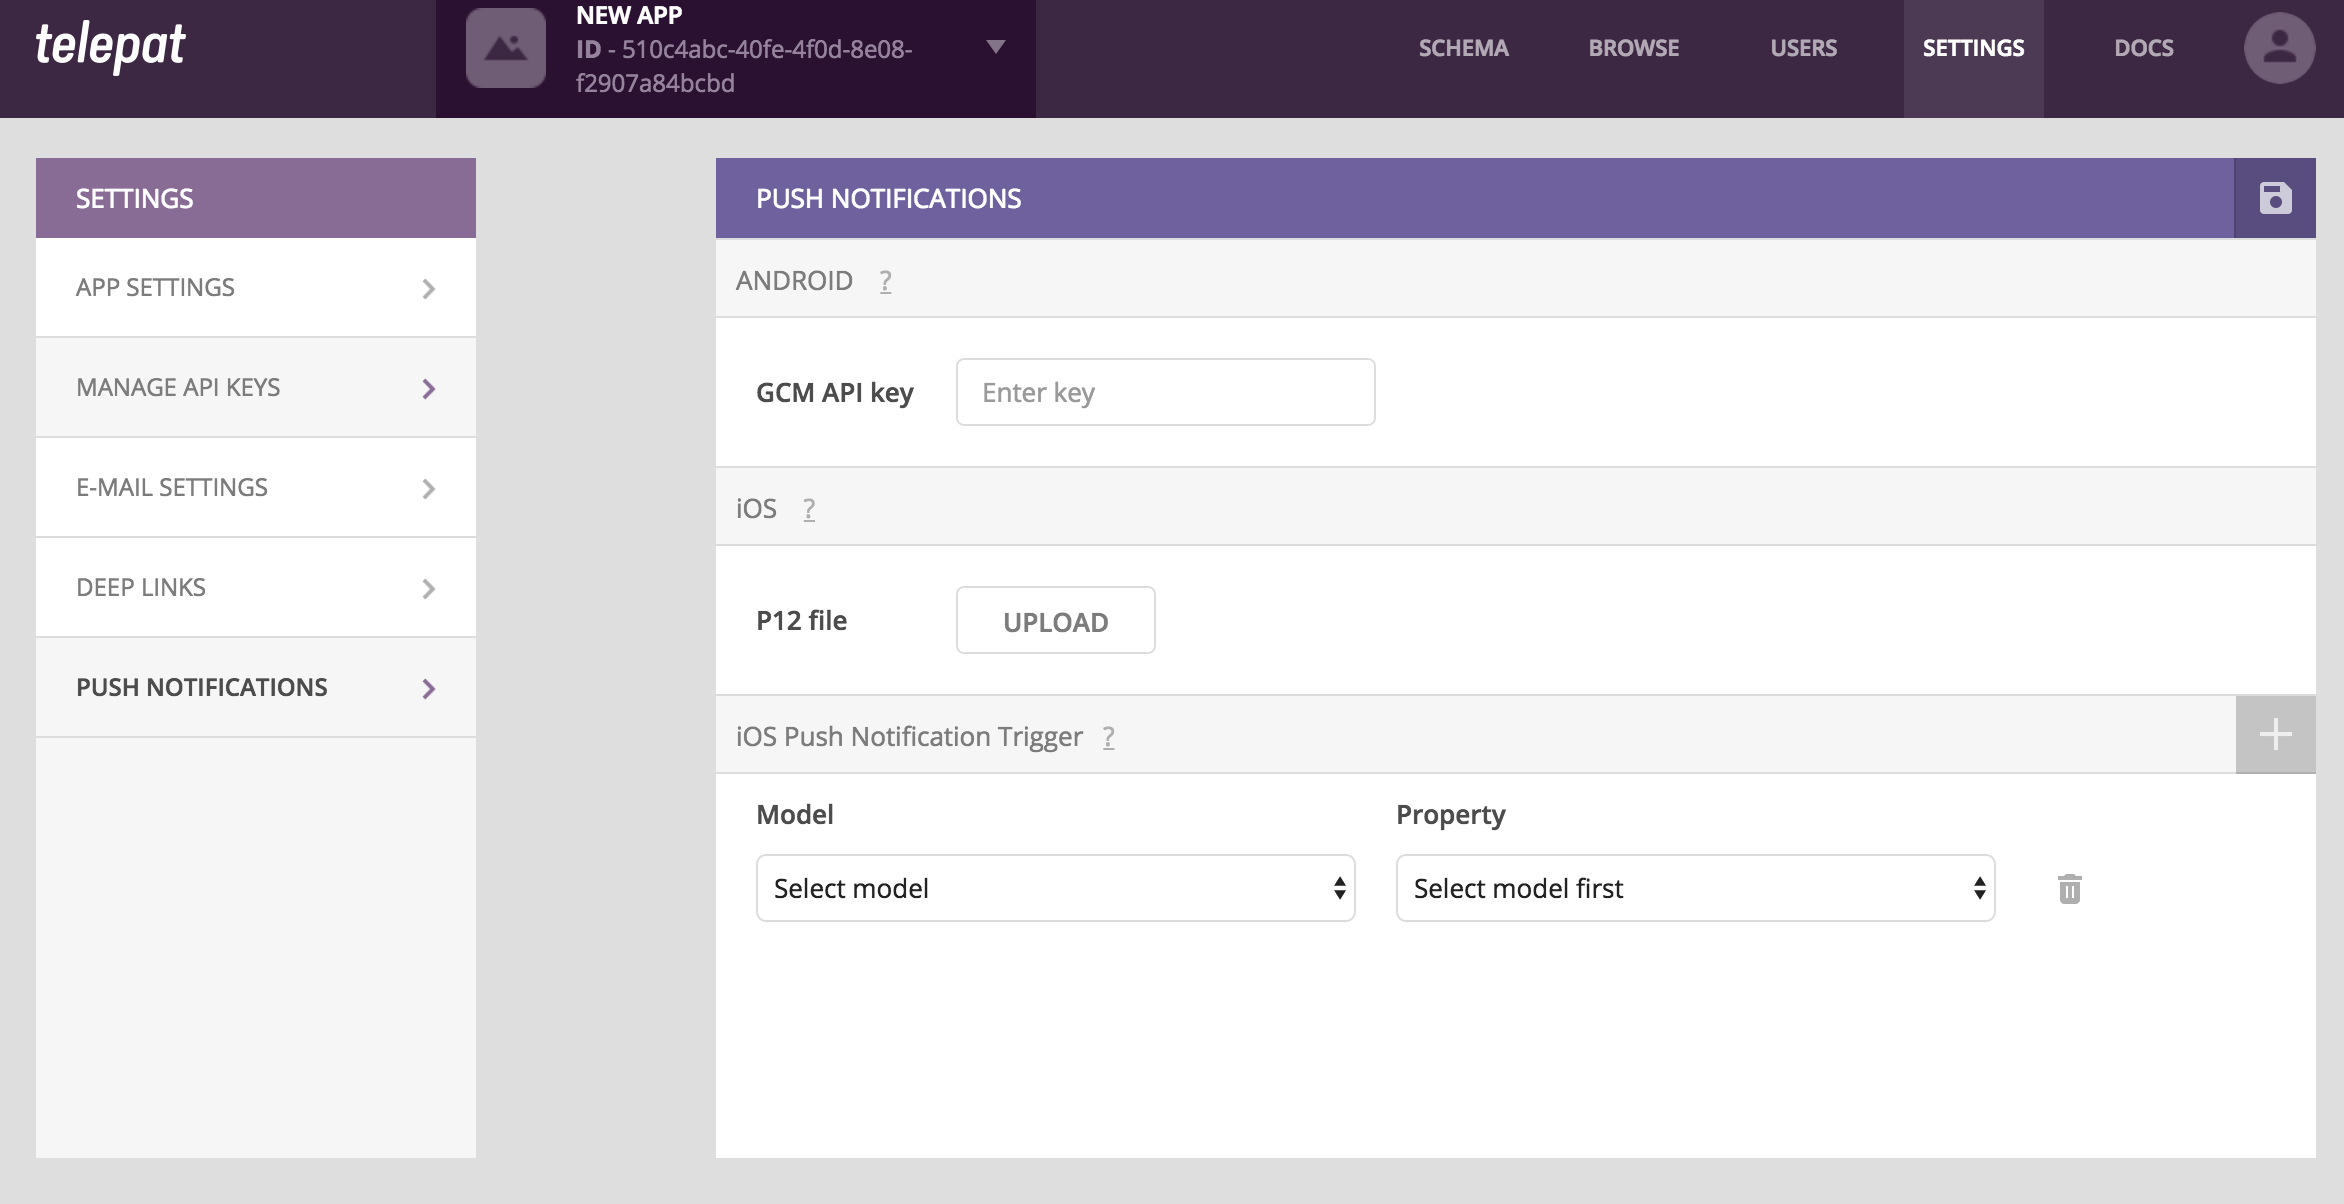 telepat
NEW APP
ID - 510c4abc-40fe-4f0d-8e08-
f2907a84bcbd
SCHEMA
BROWSE
USERS
SETTINGS
DOCS
SETTINGS
APP SETTINGS
MANAGE API KEYS
E-MAIL SETTINGS
DEEP LINKS
PUSH NOTIFICATIONS
PUSH NOTIFICATIONS
ANDROID ?
GCM API key
Enter key
iOS ?
P12 file
UPLOAD
iOS Push Notification Trigger ?
Model
Property
Select model
Select model first